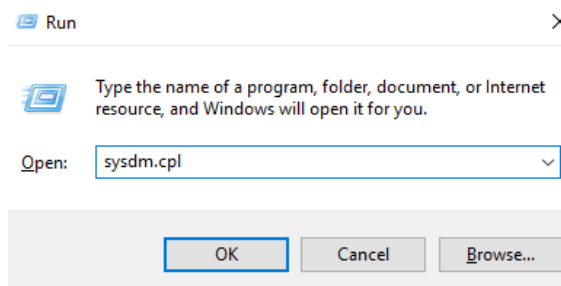 Run
Type the name of a program, folder, document, or Internet
resource, and Windows will open it for you.
Open: sysdm.cpl
OK Cancel Browse...